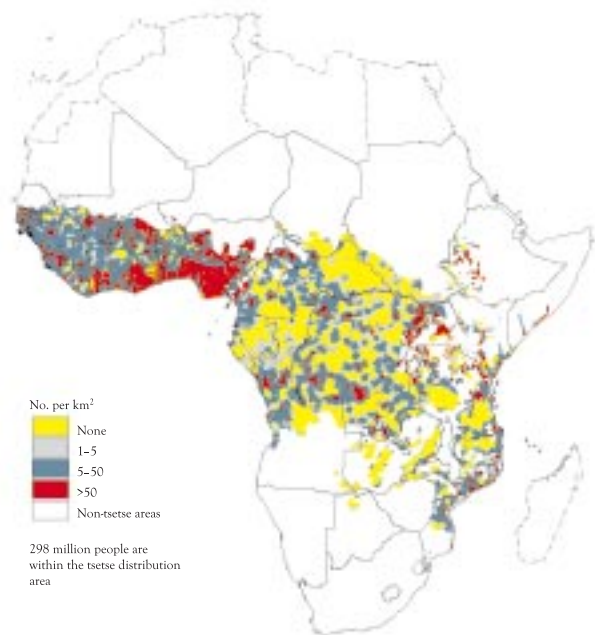 No. per km²
None
1–5
5–50
>50
Non-tsetse areas
298 million people are
within the tsetse distribution
area